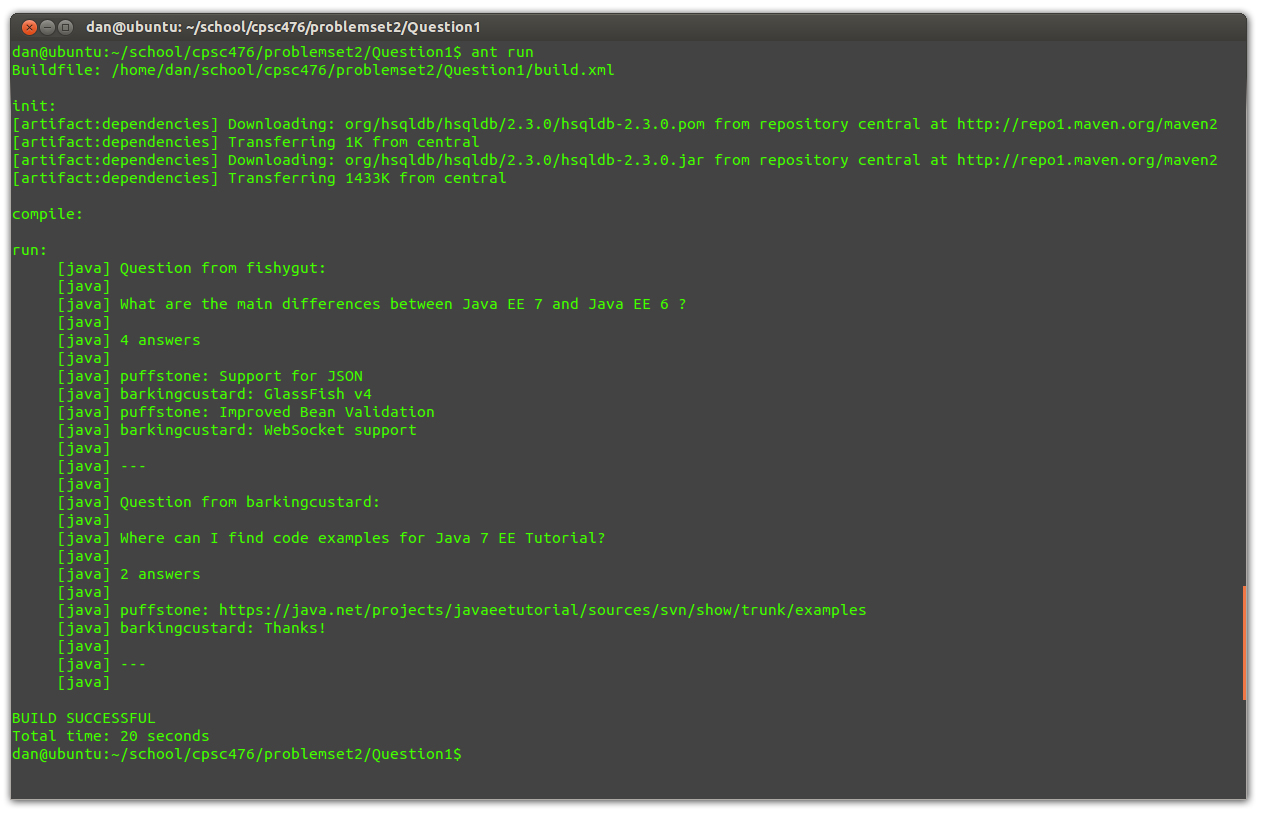 dan@ubuntu: ~/school/cpsc476/problemset2/Question1
dan@ubuntu:~/school/cpsc476/problemset2/Question1$ ant run
Buildfile: /home/dan/school/cpsc476/problemset2/Question1/build.xml

init:
[artifact:dependencies] Downloading: org/hsqldb/hsqldb/2.3.0/hsqldb-2.3.0.pom from repository central at http://repo1.maven.org/maven2
[artifact:dependencies] Transferring 1K from central
[artifact:dependencies] Downloading: org/hsqldb/hsqldb/2.3.0/hsqldb-2.3.0.jar from repository central at http://repo1.maven.org/maven2
[artifact:dependencies] Transferring 1433K from central

compile:

run:
     [java] Question from fishygut:
     [java]
     [java] What are the main differences between Java EE 7 and Java EE 6 ?
     [java]
     [java] 4 answers
     [java]
     [java] puffstone: Support for JSON
     [java] barkingcustard: GlassFish v4
     [java] puffstone: Improved Bean Validation
     [java] barkingcustard: WebSocket support
     [java]
     [java] ---
     [java]
     [java] Question from barkingcustard:
     [java]
     [java] Where can I find code examples for Java 7 EE Tutorial?
     [java]
     [java] 2 answers
     [java]
     [java] puffstone: https://java.net/projects/javaeetutorial/sources/svn/show/trunk/examples
     [java] barkingcustard: Thanks!
     [java]
     [java] ---
     [java]

BUILD SUCCESSFUL
Total time: 20 seconds
dan@ubuntu:~/school/cpsc476/problemset2/Question1$